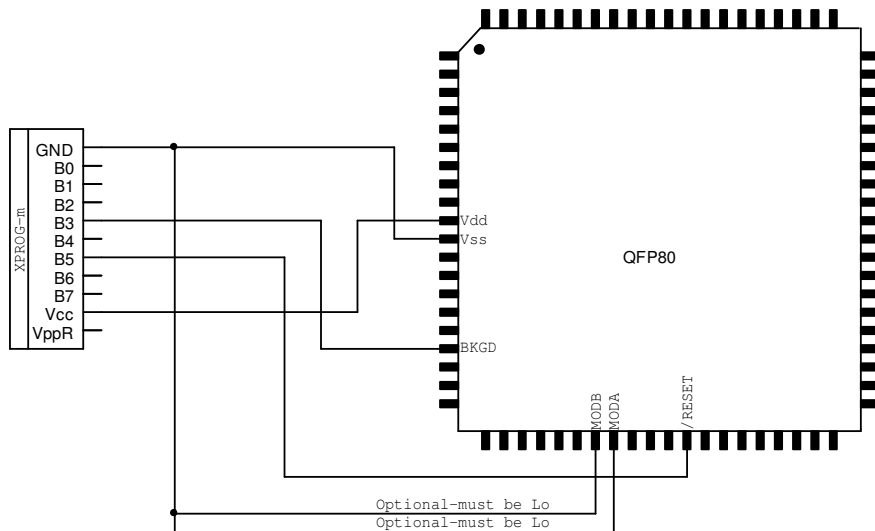 XPROG-m
GND
B0
B1
B2
B3
B4
B5
B6
B7
Vcc
VppR
Vdd
Vss
BKGD
QFP80
MODB
MODA
/RESET
Optional-must be Lo
Optional-must be Lo